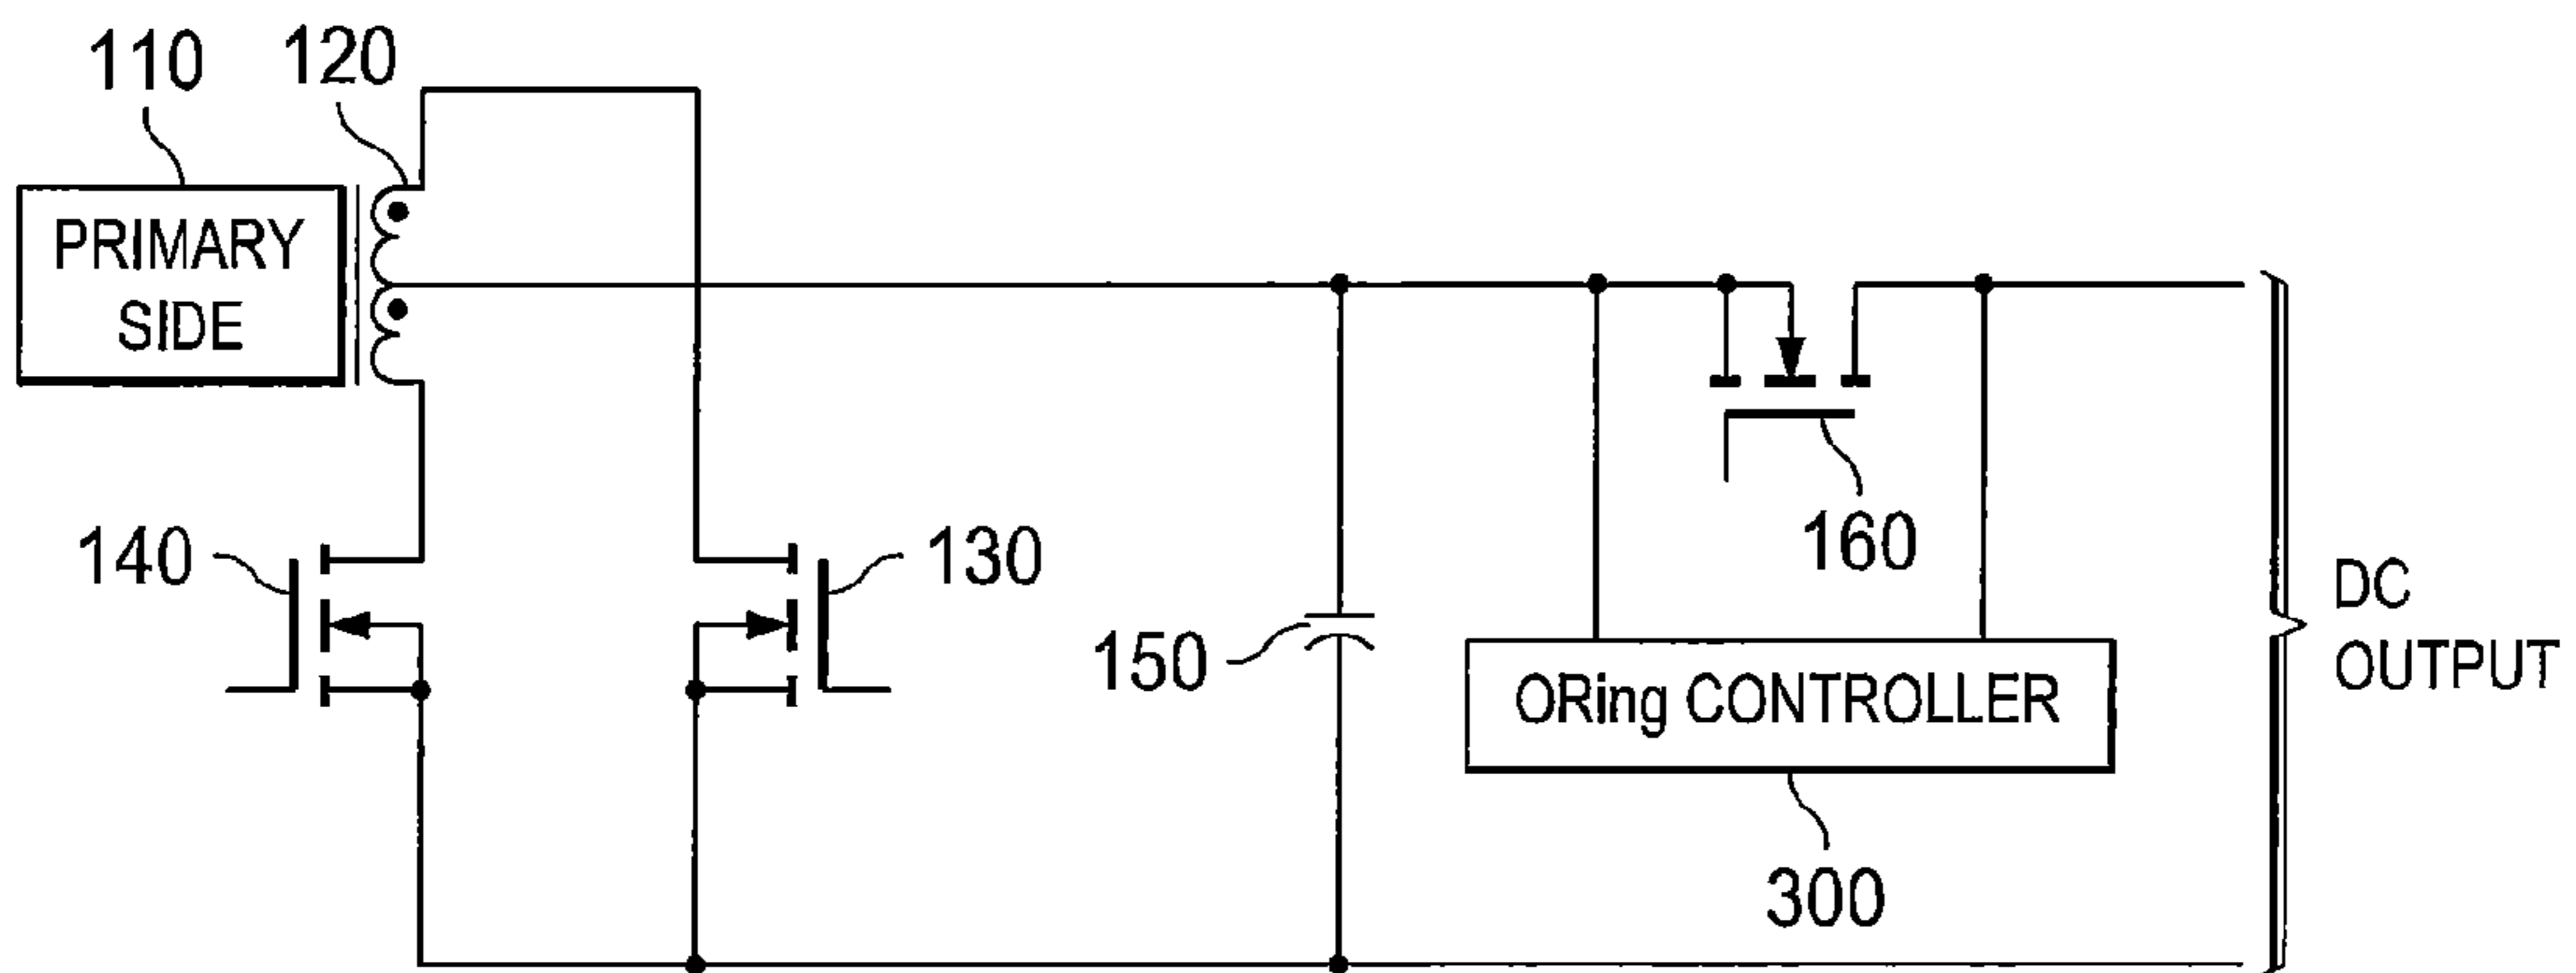 110
120
PRIMARY
SIDE
140
130
150
160
ORing CONTROLLER
300
DC
OUTPUT